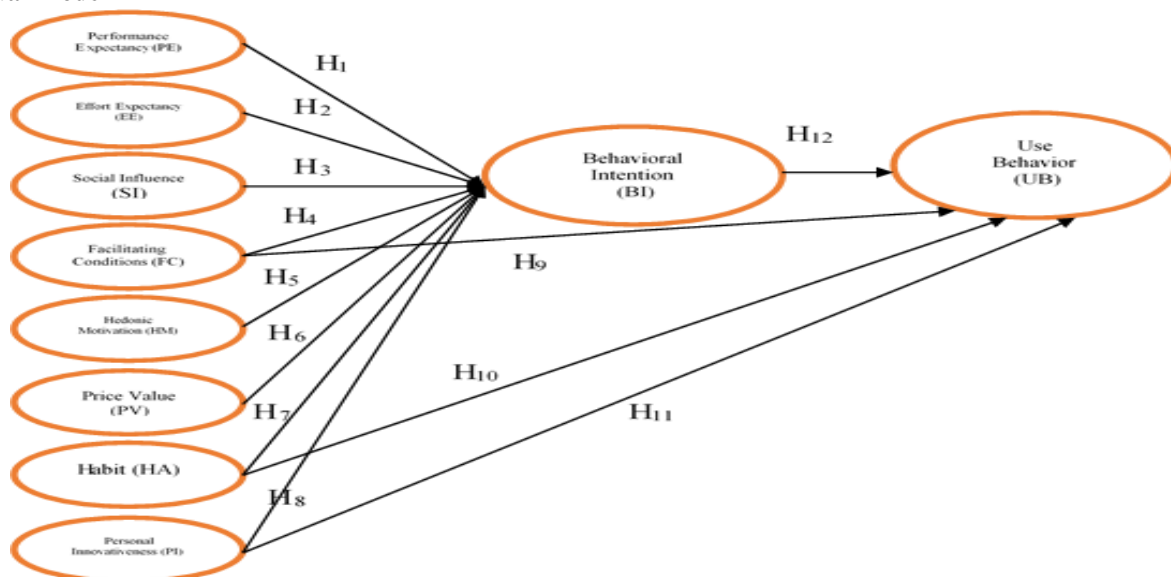 Performance
Expectancy (PE)
H1
Effort Expectancy
(EE)
H2
Social Influence
(SI)
H3
Facilitating
Conditions (FC)
H4
Hedonic
Motivation (HM)
H5
Price Value
(PV)
H6
Habit (HA)
H7
Personal
Innovativeness (PI)
H8
Behavioral
Intention
(BI)
H12
Use
Behavior
(UB)
H9
H10
H11